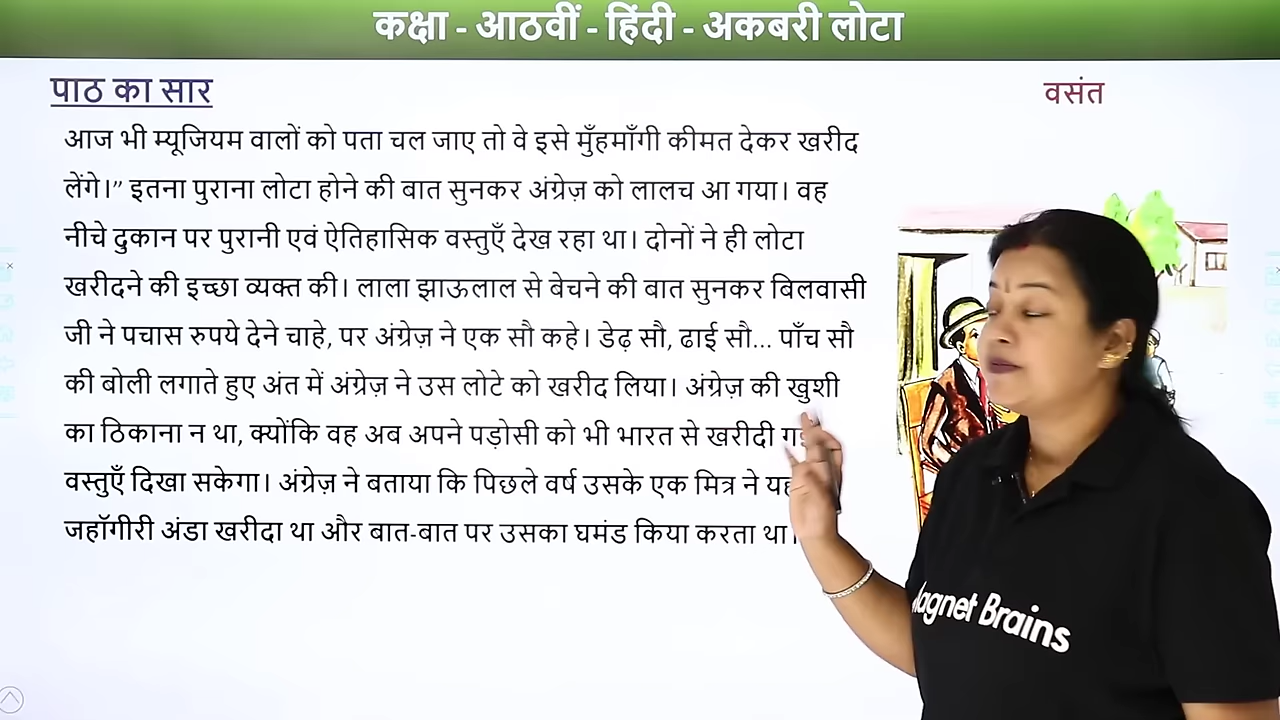 कक्षा - आठवीं - हिंदी - अकबरी लोटा
पाठ का सार
वसंत
आज भी म्यूजियम वालों को पता चल जाए तो वे इसे मुँहमाँगी कीमत देकर खरीद
लेंगे।” इतना पुराना लोटा होने की बात सुनकर अंग्रेज़ को लालच आ गया। वह
नीचे दुकान पर पुरानी एवं ऐतिहासिक वस्तुएँ देख रहा था। दोनों ने ही लोटा
खरीदने की इच्छा व्यक्त की। लाला झाऊलाल से बेचने की बात सुनकर बिलवासी
जी ने पचास रुपये देने चाहे, पर अंग्रेज़ ने एक सौ कहे। डेढ़ सौ, ढाई सौ... पाँच सौ
की बोली लगाते हुए अंत में अंग्रेज़ ने उस लोटे को खरीद लिया। अंग्रेज़ की खुशी
का ठिकाना न था, क्योंकि वह अब अपने पड़ोसी को भी भारत से खरीदी
वस्तुएँ दिखा सकेगा। अंग्रेज़ ने बताया कि पिछले वर्ष उसके एक मित्र ने
जहॉगीरी अंडा खरीदा था और बात-बात पर उसका घमंड किया करता था।
agnet Brains